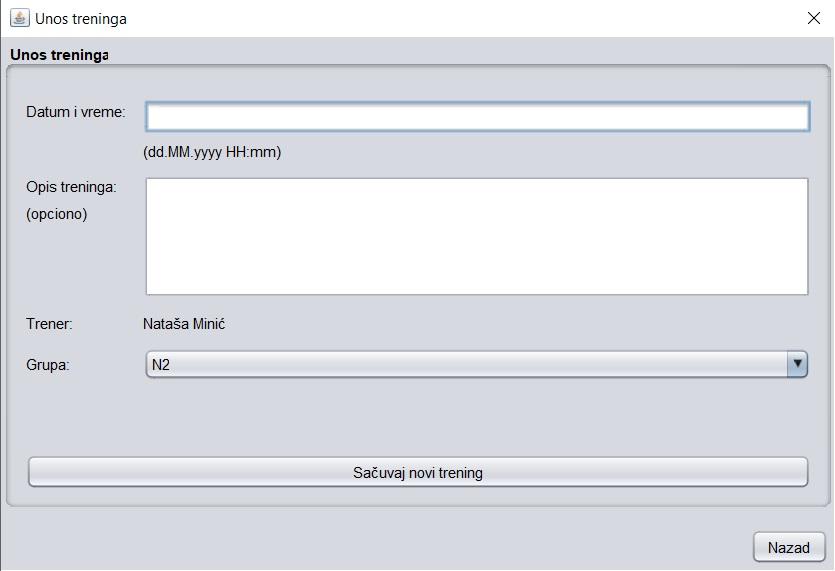 Unos treninga
Unos treninga
Datum i vreme:
(dd.MM.yyyy HH:mm)
Opis treninga:
(opciono)
Trener: Nataša Minić
Grupa: N2
Sačuvaj novi trening
Nazad